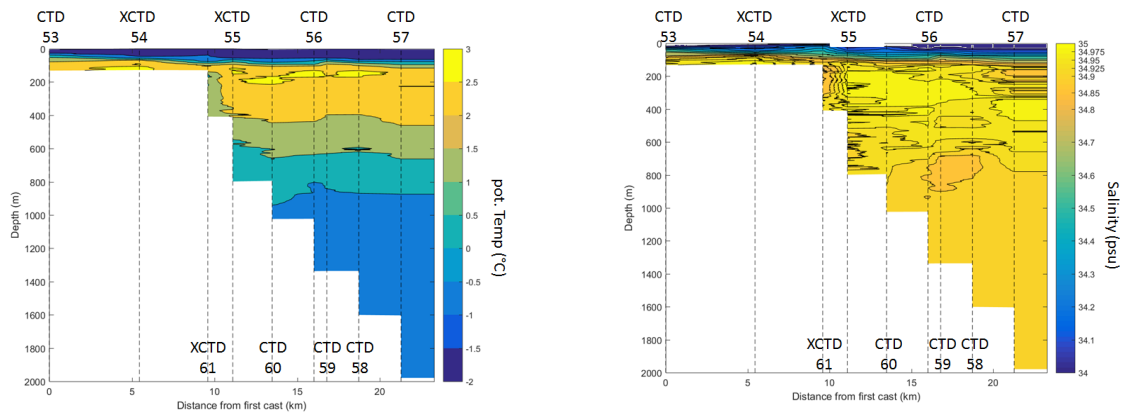 CTD XCTD XCTD CTD CTD
53 54 55 56 57
0
200
400
600
800
1000
1200
1400
1600
1800
2000
Depth (m)
XCTD CTD CTD CTD
61 60 59 58
0 5 10 15 20
Distance from first cast (km)
3
2.5
2
1.5
1
0.5
0
-0.5
-1
-1.5
-2
pot. Temp (°C)
CTD XCTD XCTD CTD CTD
53 54 55 56 57
0
200
400
600
800
1000
1200
1400
1600
1800
2000
Depth (m)
XCTD CTD CTD CTD
61 60 59 58
0 5 10 15 20
Distance from first cast (km)
35
34.975
34.95
34.925
34.9
34.8
34.7
34.6
34.5
34.4
34.3
34.2
34.1
34
Salinity (psu)